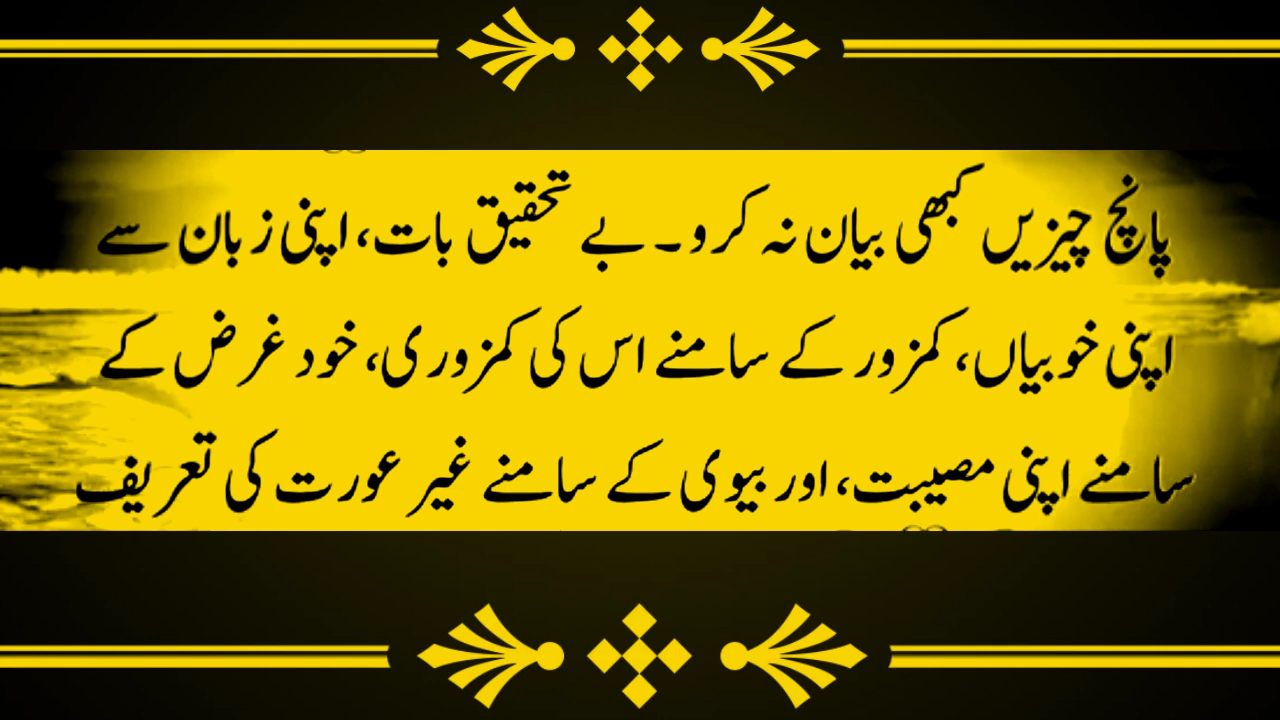 پانچ چیزیں کبھی بیان نہ کرو۔ بے تحقیق بات، اپنی زبان سے
اپنی خوبیاں، کمزور کے سامنے اس کی کمزوری، خود غرض کے
سامنے اپنی مصیبت، اور بیوی کے سامنے غیر عورت کی تعریف